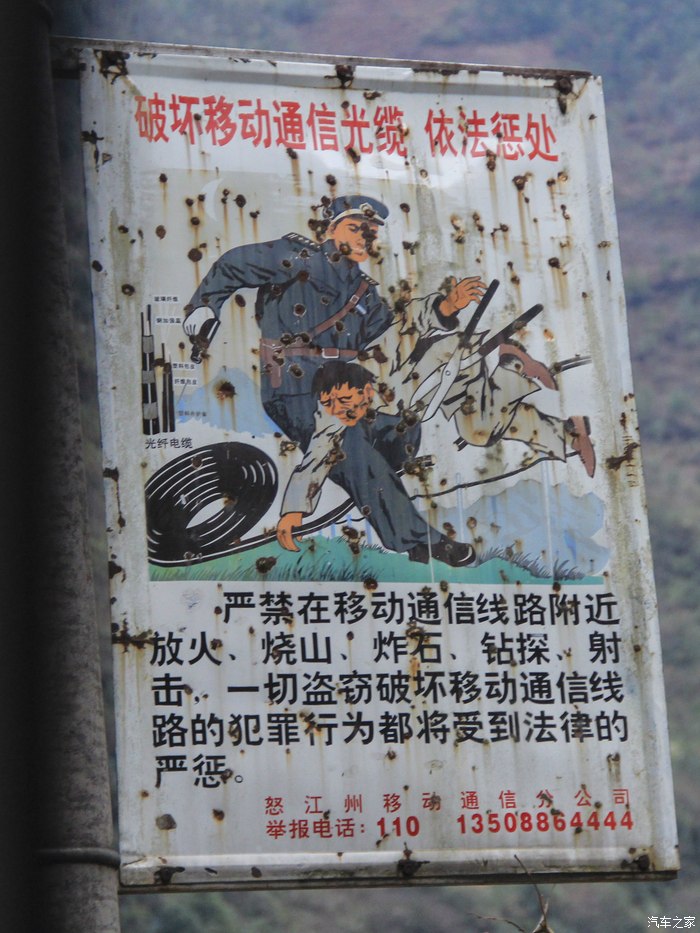 破坏移动通信光缆 依法惩处
光纤电缆
严禁在移动通信线路附近
放火、烧山、炸石、钻探、射
击，一切盗窃破坏移动通信线
路的犯罪行为都将受到法律的
严惩。
怒江州移动通信分公司
举报电话：110 13508864444
汽车之家